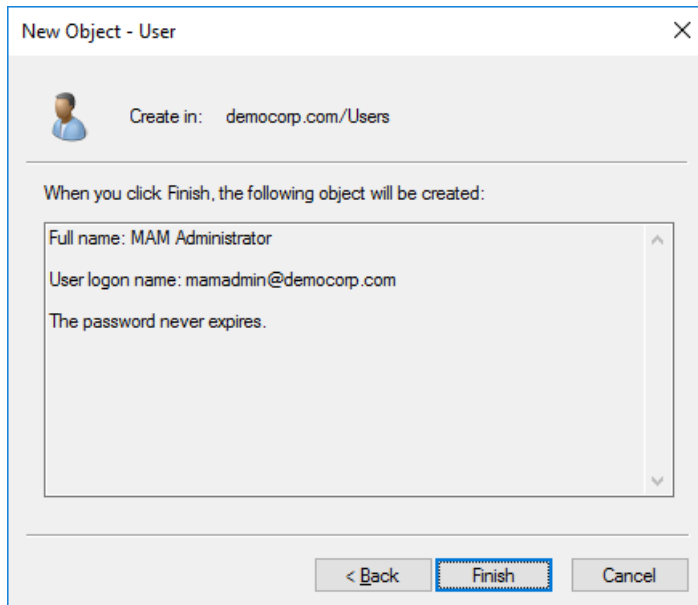 New Object - User
Create in: democorp.com/Users
When you click Finish, the following object will be created:
Full name: MAM Administrator
User logon name: mamadmin@democorp.com
The password never expires.
< Back
Finish
Cancel